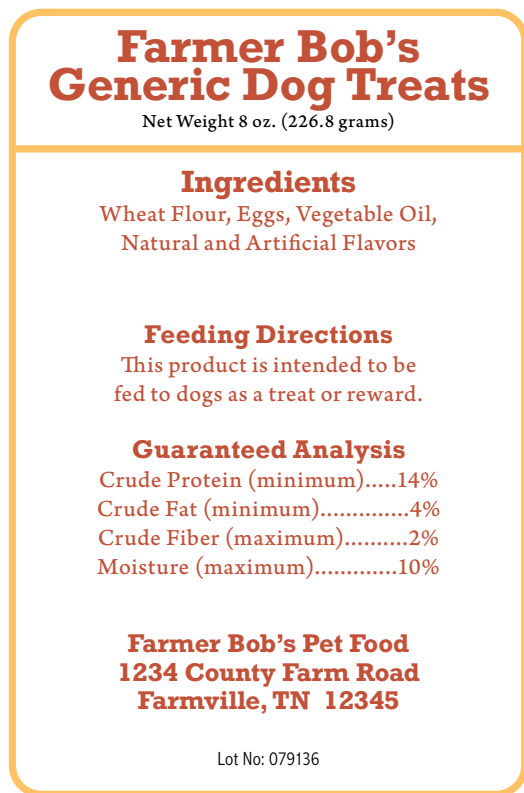 Farmer Bob’s
Generic Dog Treats
Net Weight 8 oz. (226.8 grams)
Ingredients
Wheat Flour, Eggs, Vegetable Oil,
Natural and Artificial Flavors
Feeding Directions
This product is intended to be
fed to dogs as a treat or reward.
Guaranteed Analysis
Crude Protein (minimum).....14%
Crude Fat (minimum)..............4%
Crude Fiber (maximum)..........2%
Moisture (maximum).............10%
Farmer Bob’s Pet Food
1234 County Farm Road
Farmville, TN  12345
Lot No: 079136